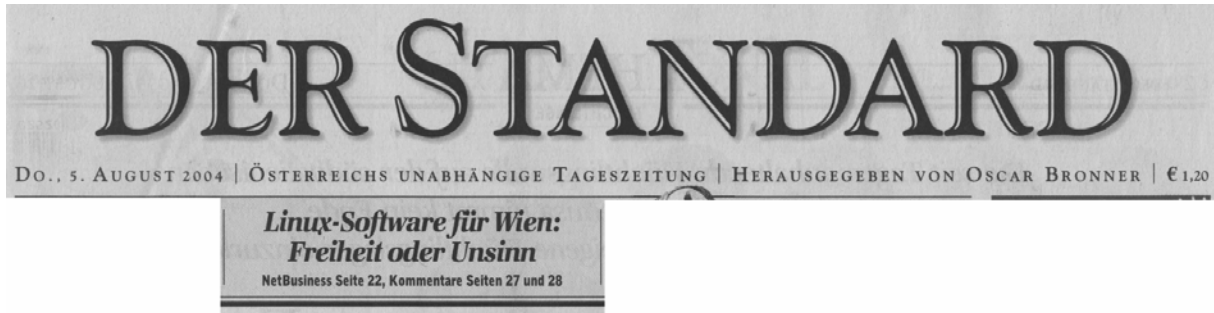 DER STANDARD
DO., 5. AUGUST 2004 | ÖSTERREICHS UNABHÄNGIGE TAGESZEITUNG | HERAUSGEGEBEN VON OSCAR BRONNER | € 1,20
Linux-Software für Wien:
Freiheit oder Unsinn
NetBusiness Seite 22, Kommentare Seiten 27 und 28